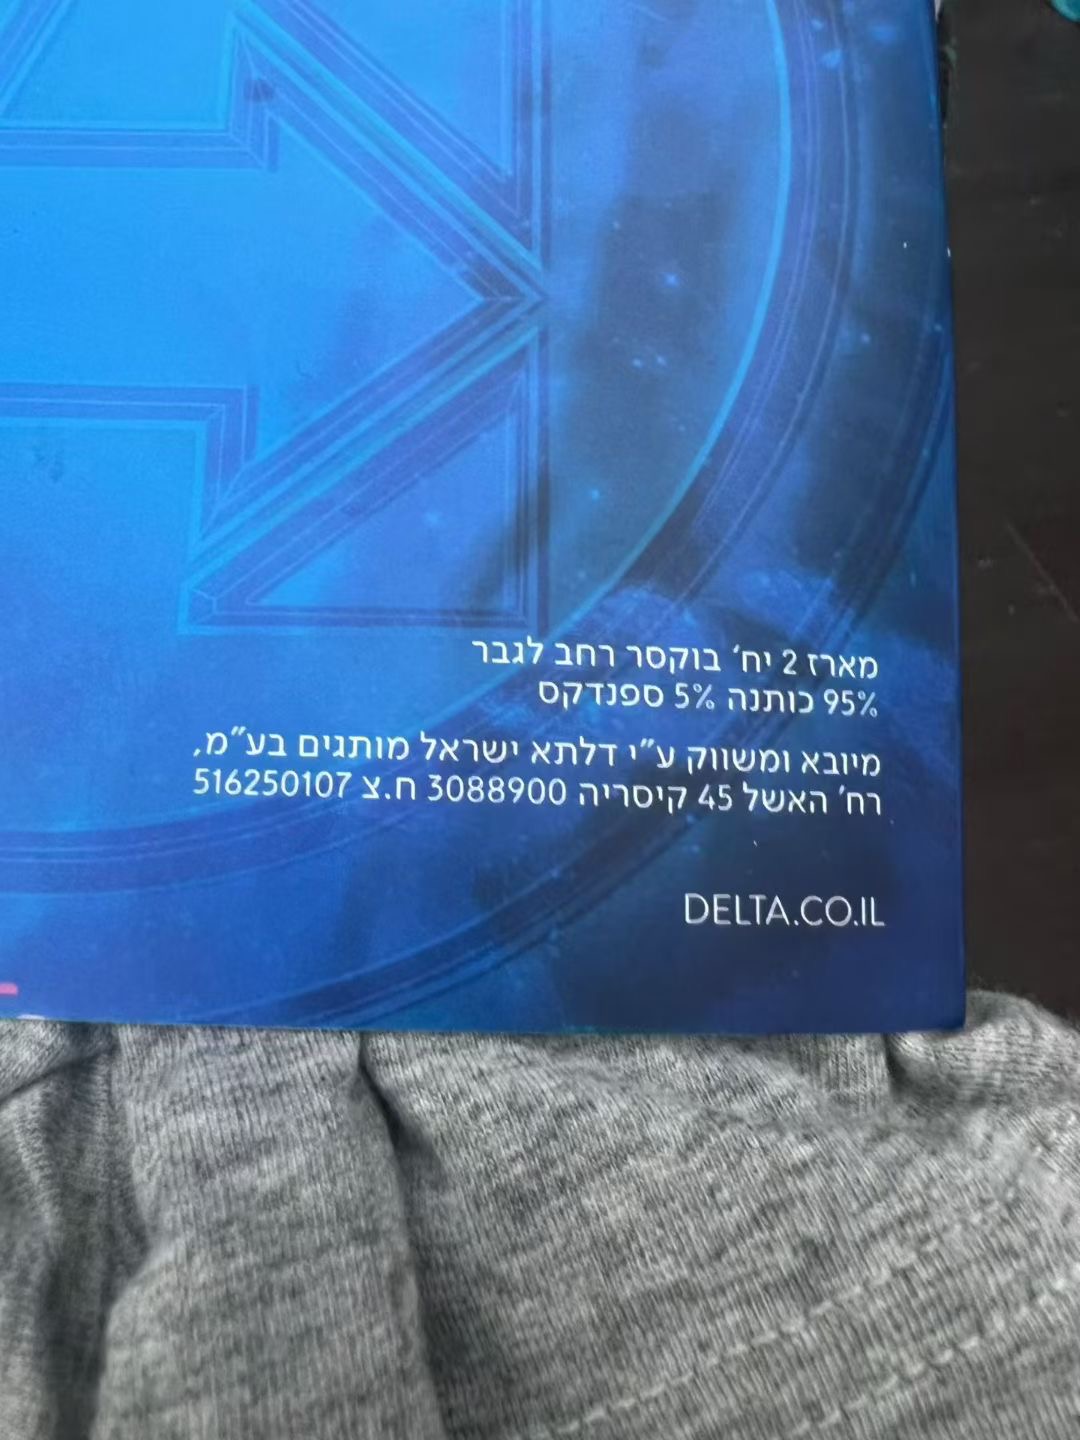 מארז 2 יח' בוקסר רחב לגבר
95% כותנה 5% ספנדקס
מיובא ומשווק ע"י דלתא ישראל מותגים בע"מ,
רח' האשל 45 קיסריה 3088900 ח.צ 516250107
DELTA.CO.IL